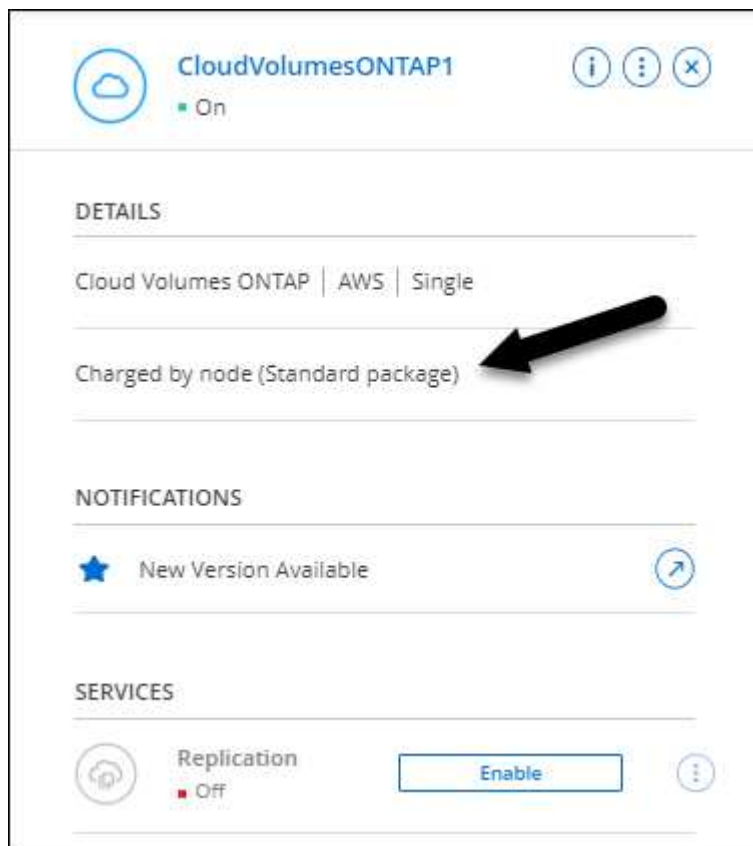 CloudVolumesONTAP1
On
DETAILS
Cloud Volumes ONTAP | AWS | Single
Charged by node (Standard package)
NOTIFICATIONS
New Version Available
SERVICES
Replication
Enable
Off